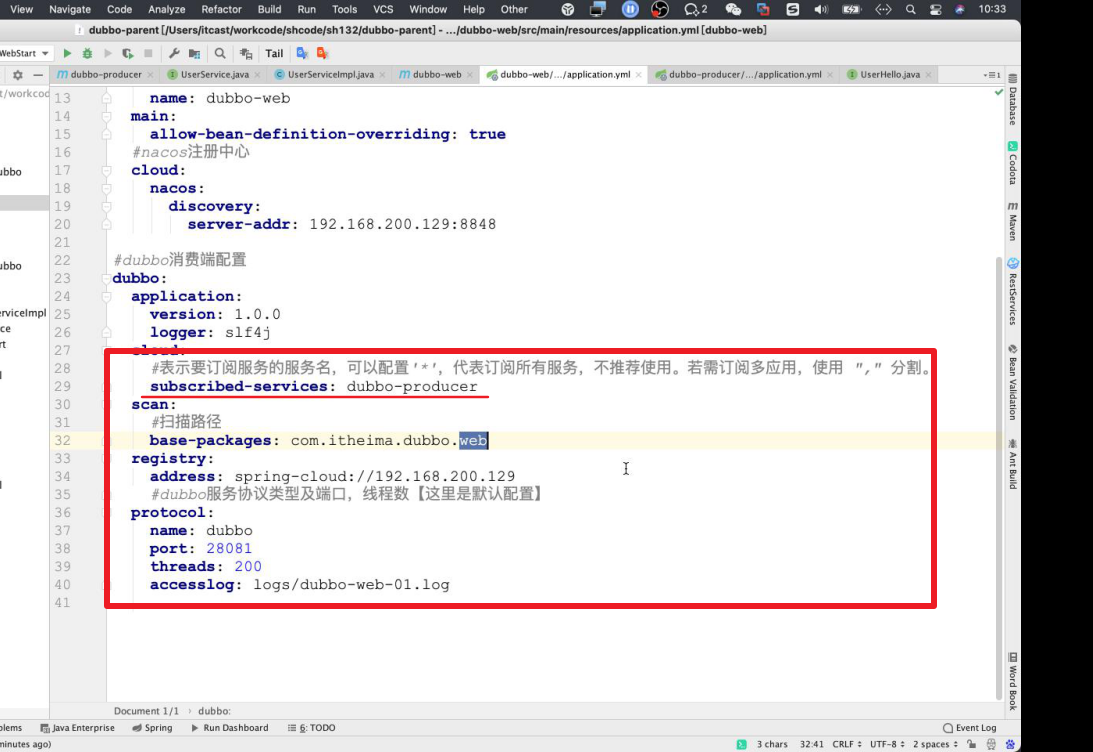 View Navigate Code Analyze Refactor Build Run Tools VCS Window Help Other 2 10:33
dubbo-parent [/Users/itcast/workcode/shcode/sh132/dubbo-parent] - .../dubbo-web/src/main/resources/application.yml [dubbo-web]
WebStart Tail
dubbo-producer UserService.java UserServiceImpl.java dubbo-web dubbo-web/.../application.yml dubbo-producer/.../application.yml UserHello.java
t/workcod
ubbo
ubbo
erviceImpl
ce
rt
13 name: dubbo-web
14 main:
15 allow-bean-definition-overriding: true
16 #nacos注册中心
17 cloud:
18 nacos:
19 discovery:
20 server-addr: 192.168.200.129:8848
21
22 #dubbo消费端配置
23 dubbo:
24 application:
25 version: 1.0.0
26 logger: slf4j
27 cloud:
28 #表示要订阅服务的服务名，可以配置'*'，代表订阅所有服务，不推荐使用。若需订阅多应用，使用 "," 分割。
29 subscribed-services: dubbo-producer
30 scan:
31 #扫描路径
32 base-packages: com.itheima.dubbo.web
33 registry:
34 address: spring-cloud://192.168.200.129
35 #dubbo服务协议类型及端口，线程数【这里是默认配置】
36 protocol:
37 name: dubbo
38 port: 28081
39 threads: 200
40 accesslog: logs/dubbo-web-01.log
41
Database
Codota
Maven
RestServices
Bean Validation
Ant Build
Word Book
Document 1/1 › dubbo:
blems Java Enterprise Spring Run Dashboard 6: TODO Event Log
minutes ago) 3 chars 32:41 CRLF UTF-8 2 spaces